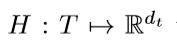 H : T ↦ ℝ^{d_t}